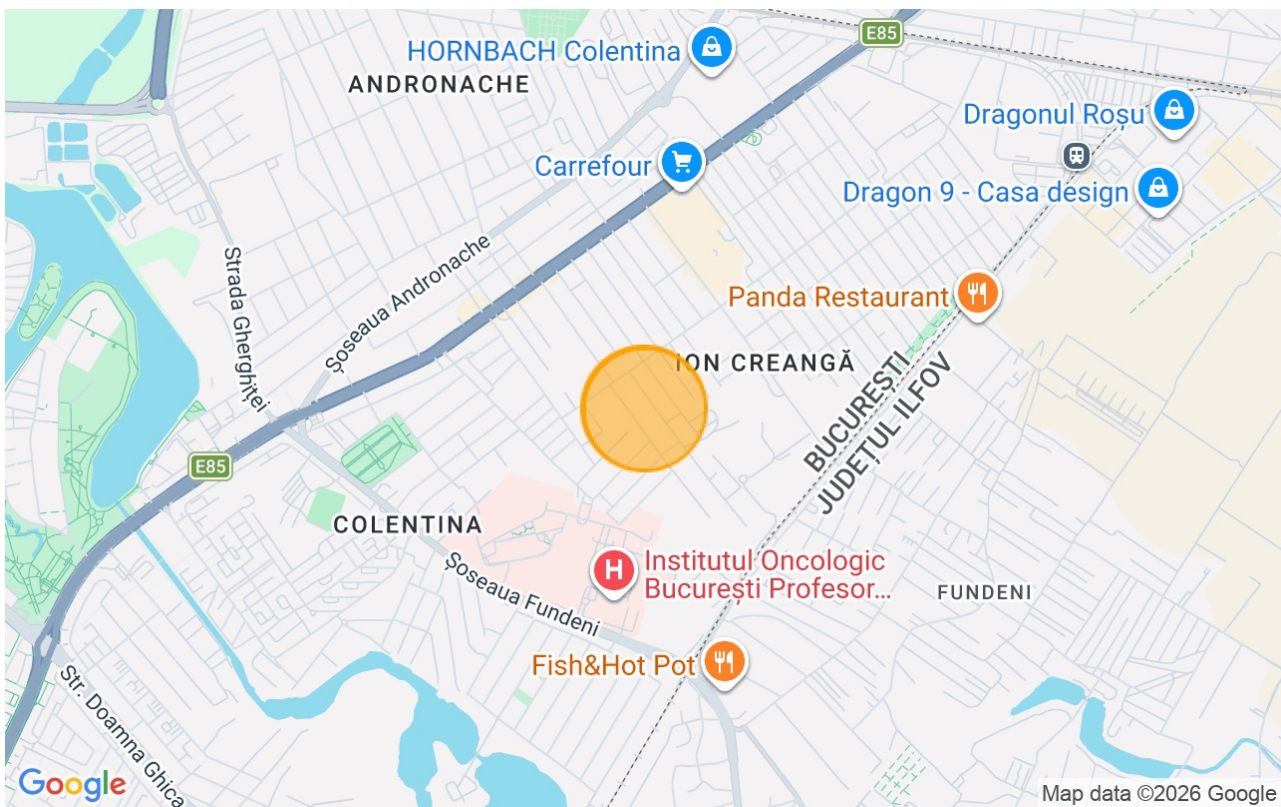 E85
HORNBACH Colentina
ANDRONACHE
Dragonul Roșu
Carrefour
Dragon 9 - Casa design
Strada Gherghiței
Șoseaua Andronache
Panda Restaurant
ION CREANGĂ
BUCUREȘTI
JUDEȚUL ILFOV
E85
COLENTINA
Șoseaua Fundeni
H
Institutul Oncologic
București Profesor...
FUNDENI
Fish&Hot Pot
Str. Doamna Ghica
Google
Map data ©2026 Google